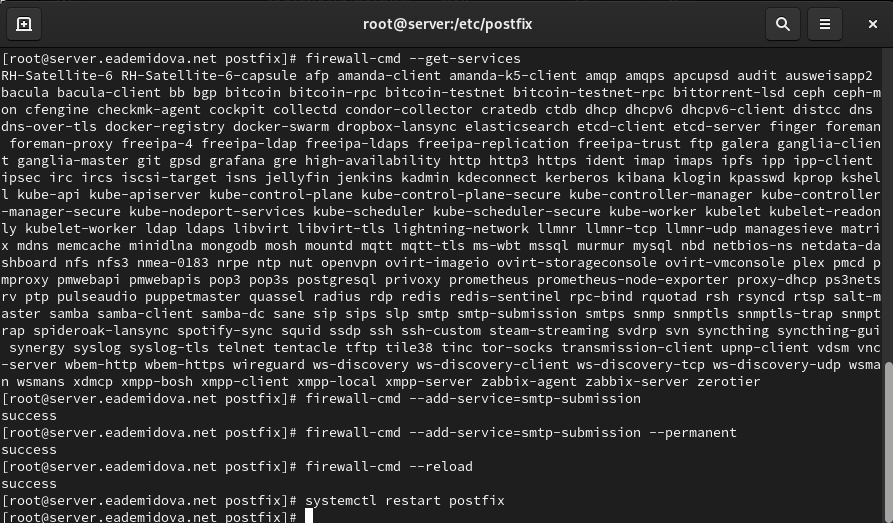 root@server:/etc/postfix
[root@server.eademidova.net postfix]# firewall-cmd --get-services
RH-Satellite-6 RH-Satellite-6-capsule afp amanda-client amanda-k5-client amqp amqps apcupsd audit ausweisapp2
bacula bacula-client bb bgp bitcoin bitcoin-rpc bitcoin-testnet bitcoin-testnet-rpc bittorrent-lsd ceph ceph-m
on cfengine checkmk-agent cockpit collectd condor-collector cratedb ctdb dhcp dhcpv6 dhcpv6-client distcc dns
dns-over-tls docker-registry docker-swarm dropbox-lansync elasticsearch etcd-client etcd-server finger foreman
 foreman-proxy freeipa-4 freeipa-ldap freeipa-ldaps freeipa-replication freeipa-trust ftp galera ganglia-clien
t ganglia-master git gpsd grafana gre high-availability http http3 https ident imap imaps ipfs ipp ipp-client
ipsec irc ircs iscsi-target isns jellyfin jenkins kadmin kdeconnect kerberos kibana klogin kpasswd kprop kshel
l kube-api kube-apiserver kube-control-plane kube-control-plane-secure kube-controller-manager kube-controller
-manager-secure kube-nodeport-services kube-scheduler kube-scheduler-secure kube-worker kubelet kubelet-readon
ly kubelet-worker ldap ldaps libvirt libvirt-tls lightning-network llmnr llmnr-tcp llmnr-udp managesieve matri
x mdns memcache minidlna mongodb mosh mountd mqtt mqtt-tls ms-wbt mssql murmur mysql nbd netbios-ns netdata-da
shboard nfs nfs3 nmea-0183 nrpe ntp nut openvpn ovirt-imageio ovirt-storageconsole ovirt-vmconsole plex pmcd p
mproxy pmwebapi pmwebapis pop3 pop3s postgresql privoxy prometheus prometheus-node-exporter proxy-dhcp ps3nets
rv ptp pulseaudio puppetmaster quassel radius rdp redis redis-sentinel rpc-bind rquotad rsh rsyncd rtsp salt-m
aster samba samba-client samba-dc sane sip sips slp smtp smtp-submission smtps snmp snmptls snmptls-trap snmpt
rap spideroak-lansync spotify-sync squid ssdp ssh ssh-custom steam-streaming svdrp svn syncthing syncthing-gui
 synergy syslog syslog-tls telnet tentacle tftp tile38 tinc tor-socks transmission-client upnp-client vdsm vnc
-server wbem-http wbem-https wireguard ws-discovery ws-discovery-client ws-discovery-tcp ws-discovery-udp wsma
n wsmans xdmcp xmpp-bosh xmpp-client xmpp-local xmpp-server zabbix-agent zabbix-server zerotier
[root@server.eademidova.net postfix]# firewall-cmd --add-service=smtp-submission
success
[root@server.eademidova.net postfix]# firewall-cmd --add-service=smtp-submission --permanent
success
[root@server.eademidova.net postfix]# firewall-cmd --reload
success
[root@server.eademidova.net postfix]# systemctl restart postfix
[root@server.eademidova.net postfix]#